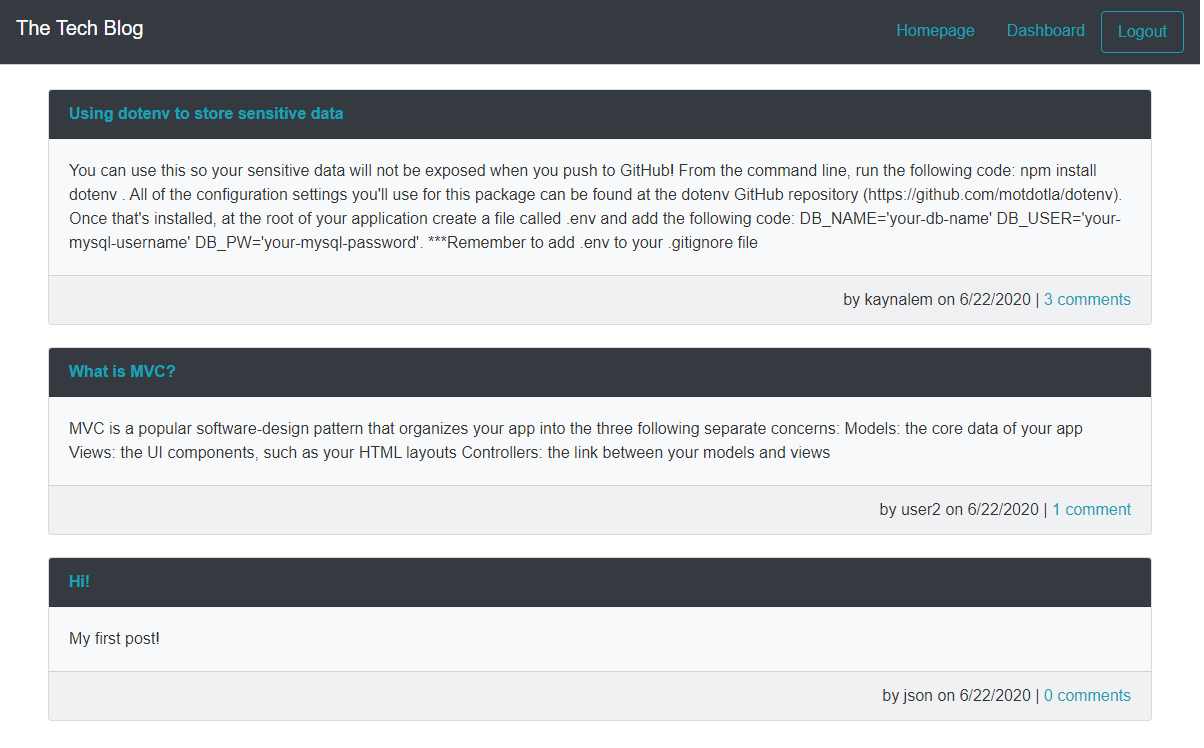 The Tech Blog
Homepage Dashboard Logout
Using dotenv to store sensitive data
You can use this so your sensitive data will not be exposed when you push to GitHub! From the command line, run the following code: npm install
dotenv . All of the configuration settings you'll use for this package can be found at the dotenv GitHub repository (https://github.com/motdotla/dotenv).
Once that's installed, at the root of your application create a file called .env and add the following code: DB_NAME='your-db-name' DB_USER='your-
mysql-username' DB_PW='your-mysql-password'. ***Remember to add .env to your .gitignore file
by kaynalem on 6/22/2020 | 3 comments
What is MVC?
MVC is a popular software-design pattern that organizes your app into the three following separate concerns: Models: the core data of your app
Views: the UI components, such as your HTML layouts Controllers: the link between your models and views
by user2 on 6/22/2020 | 1 comment
Hi!
My first post!
by json on 6/22/2020 | 0 comments